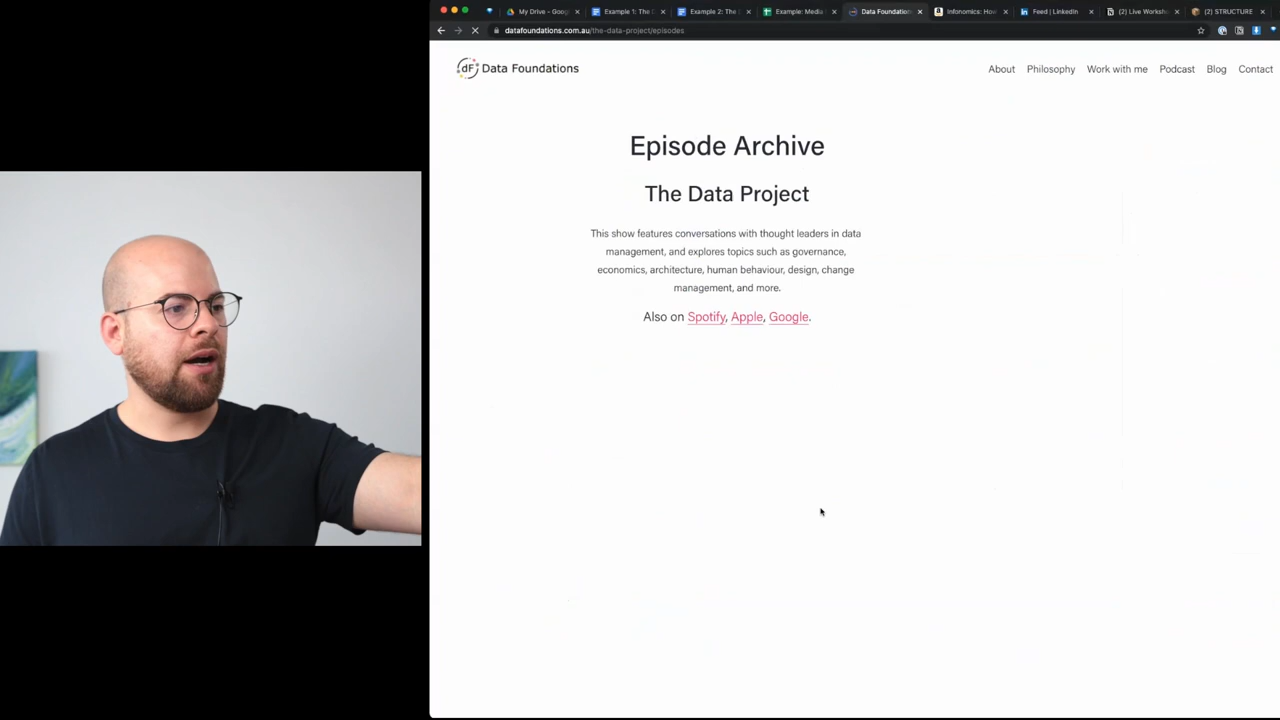 My Drive – Goog
Example 1: The D
Example 2: The
Example: Media
Data Foundation
Infonomics: How
Feed | LinkedIn
(2) Live Worksh
(2) STRUCTURE
datafoundations.com.au/the-data-project/episodes
dF Data Foundations
About
Philosophy
Work with me
Podcast
Blog
Contact
Episode Archive
The Data Project
This show features conversations with thought leaders in data
management, and explores topics such as governance,
economics, architecture, human behaviour, design, change
management, and more.
Also on Spotify, Apple, Google.